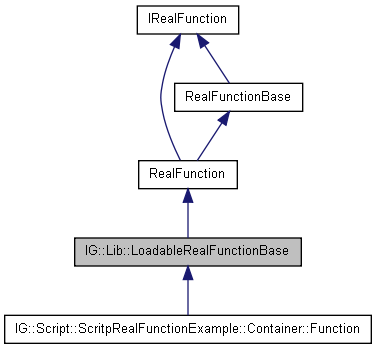 IRealFunction
RealFunctionBase
RealFunction
IG::Lib::LoadableRealFunctionBase
IG::Script::ScritpRealFunctionExample::Container::Function